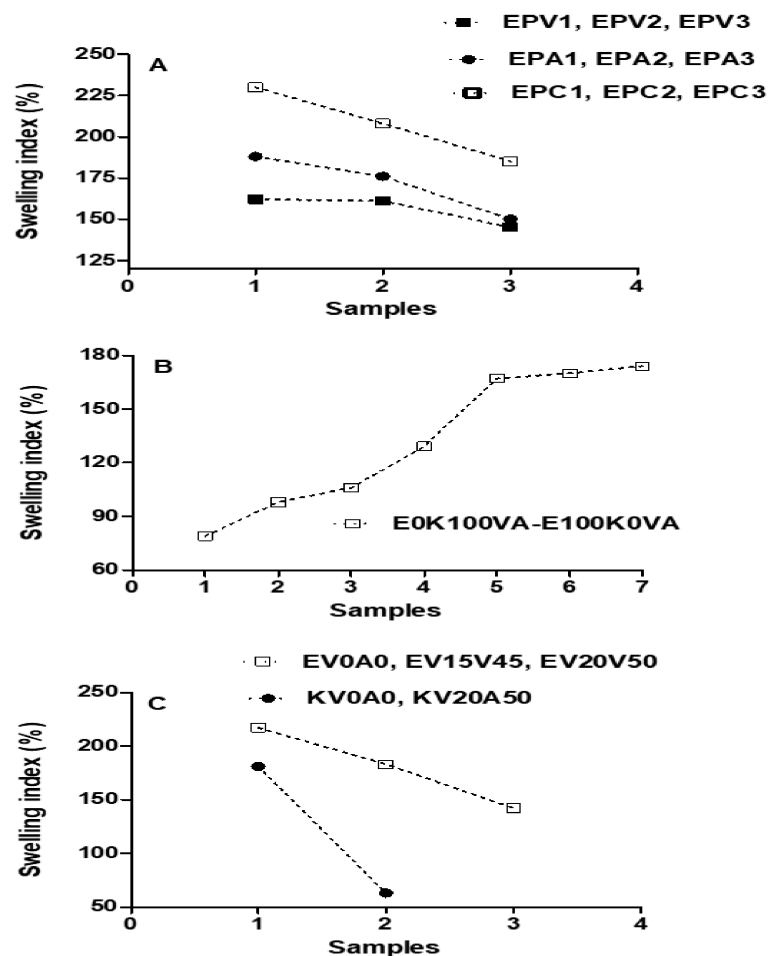 EPV1, EPV2, EPV3
EPA1, EPA2, EPA3
EPC1, EPC2, EPC3
A
Swelling index (%)
250
225
200
175
150
125
0 1 2 3 4
Samples
B
Swelling index (%)
180
150
120
90
60
E0K100VA-E100K0VA
0 1 2 3 4 5 6 7
Samples
EV0A0, EV15V45, EV20V50
KV0A0, KV20A50
C
Swelling index (%)
250
200
150
100
50
0 1 2 3 4
Samples